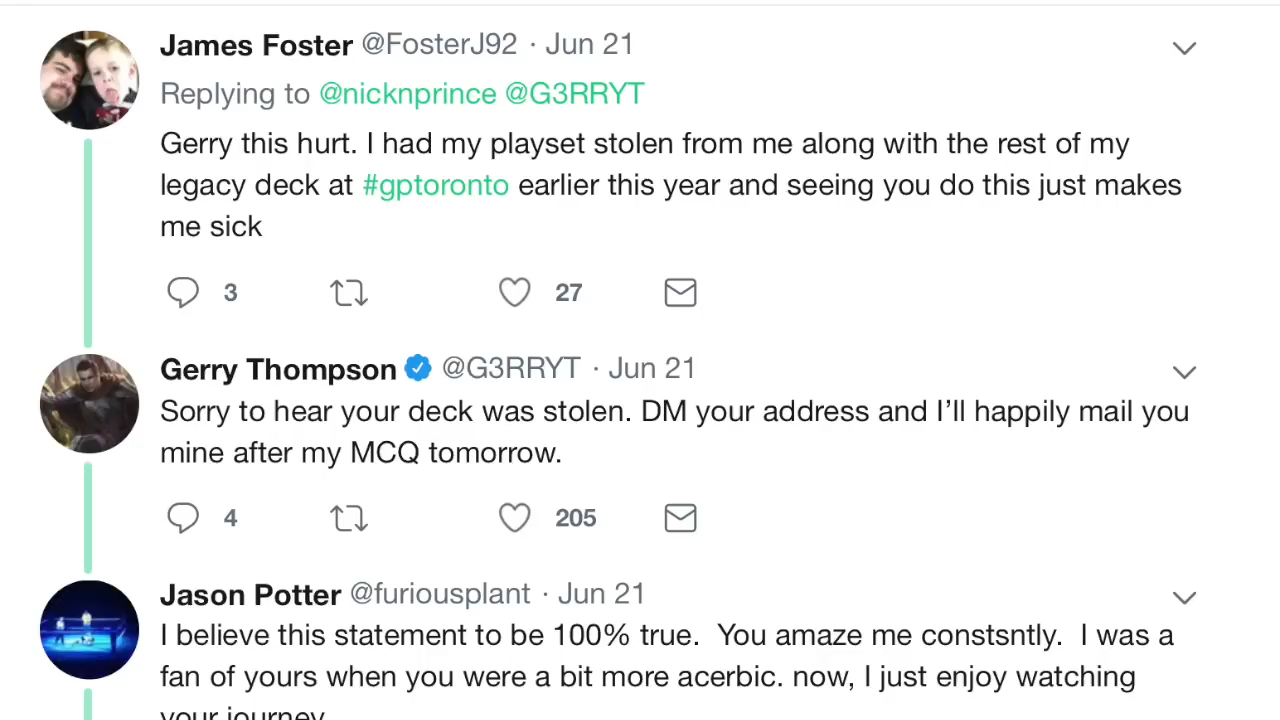 James Foster @FosterJ92 · Jun 21
Replying to @nicknprince @G3RRYT
Gerry this hurt. I had my playset stolen from me along with the rest of my
legacy deck at #gptoronto earlier this year and seeing you do this just makes
me sick
3 27
Gerry Thompson @G3RRYT · Jun 21
Sorry to hear your deck was stolen. DM your address and I’ll happily mail you
mine after my MCQ tomorrow.
4 205
Jason Potter @furiousplant · Jun 21
I believe this statement to be 100% true.  You amaze me constsntly.  I was a
fan of yours when you were a bit more acerbic. now, I just enjoy watching
your journey